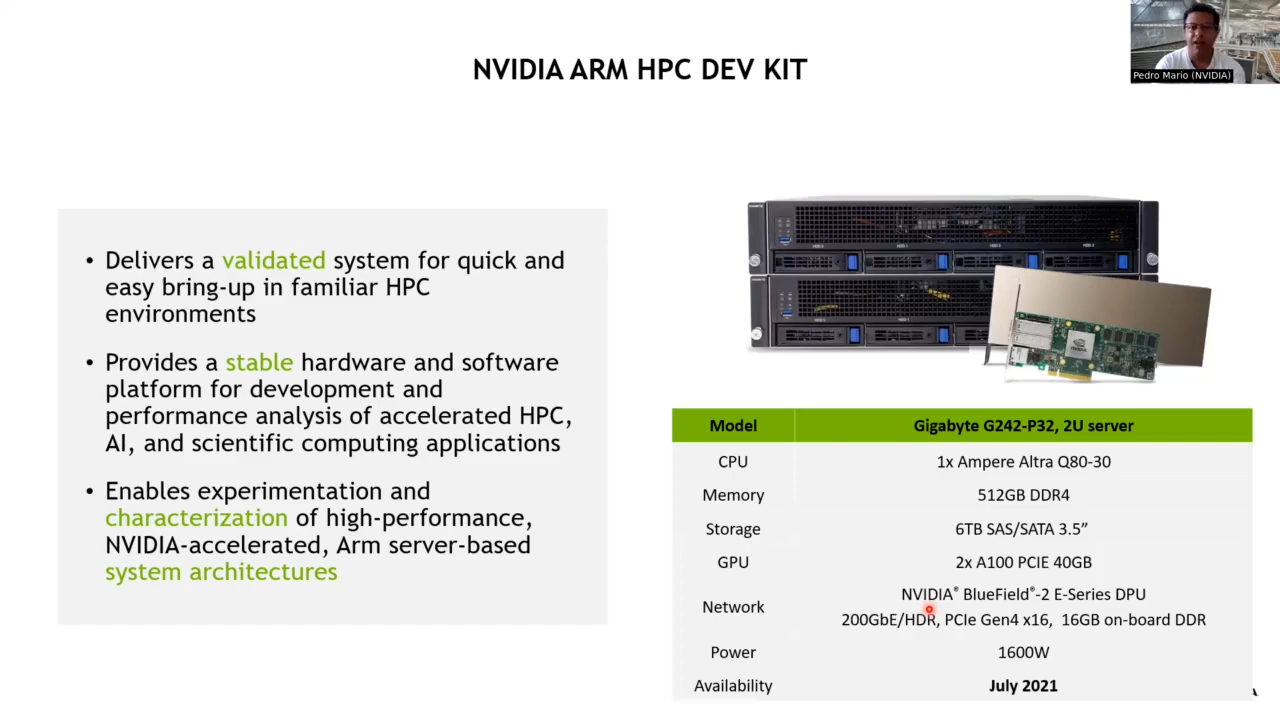 NVIDIA ARM HPC DEV KIT
Pedro Mario (NVIDIA)
• Delivers a validated system for quick and
easy bring-up in familiar HPC
environments
• Provides a stable hardware and software
platform for development and
performance analysis of accelerated HPC,
AI, and scientific computing applications
• Enables experimentation and
characterization of high-performance,
NVIDIA-accelerated, Arm server-based
system architectures
Model Gigabyte G242-P32, 2U server
CPU 1x Ampere Altra Q80-30
Memory 512GB DDR4
Storage 6TB SAS/SATA 3.5”
GPU 2x A100 PCIE 40GB
Network NVIDIA® BlueField®-2 E-Series DPU
200GbE/HDR, PCIe Gen4 x16, 16GB on-board DDR
Power 1600W
Availability July 2021